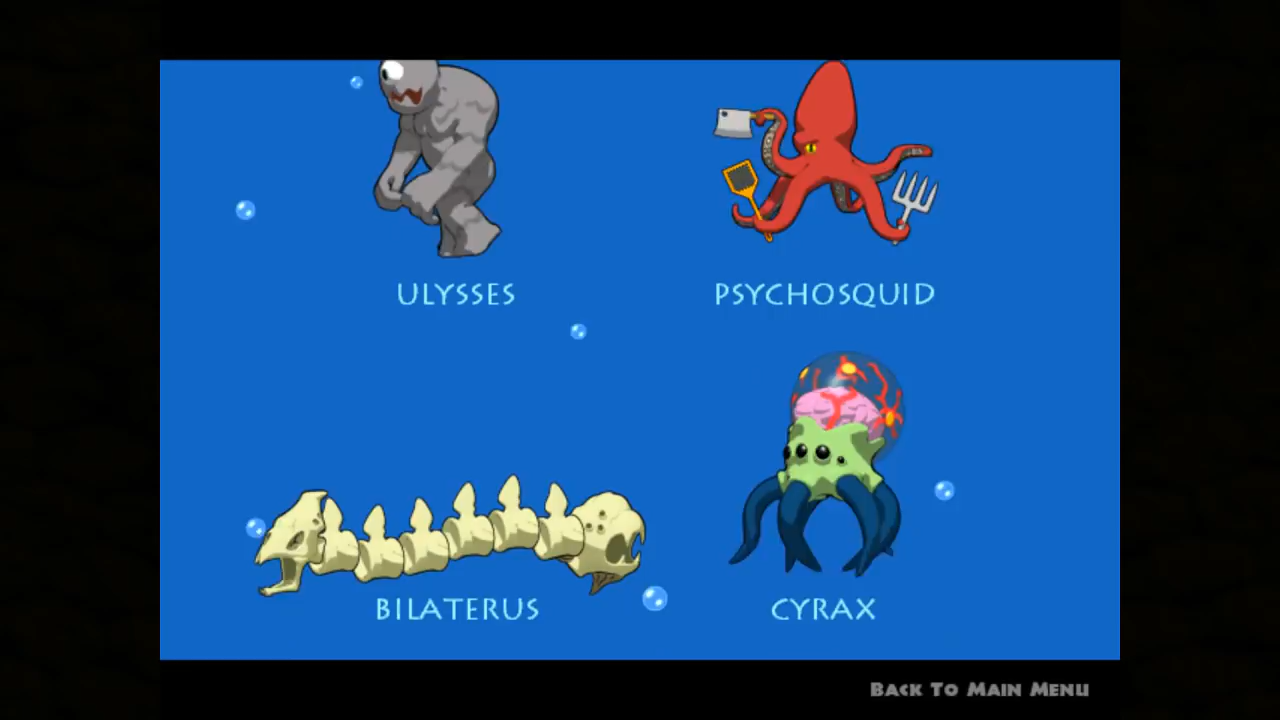 ULYSSES
PSYCHOSQUID
BILATERUS
CYRAX
BACK TO MAIN MENU